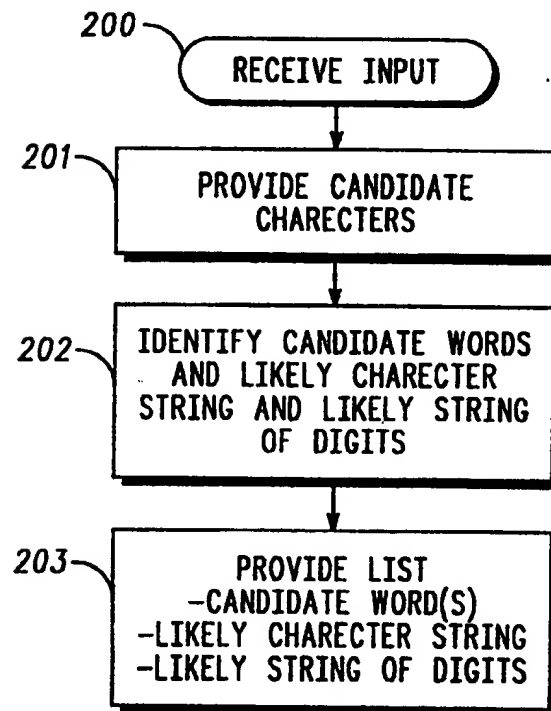 200
RECEIVE INPUT
201
PROVIDE CANDIDATE
CHARECTERS
202
IDENTIFY CANDIDATE WORDS
AND LIKELY CHARECTER
STRING AND LIKELY STRING
OF DIGITS
203
PROVIDE LIST
-CANDIDATE WORD(S)
-LIKELY CHARECTER STRING
-LIKELY STRING OF DIGITS